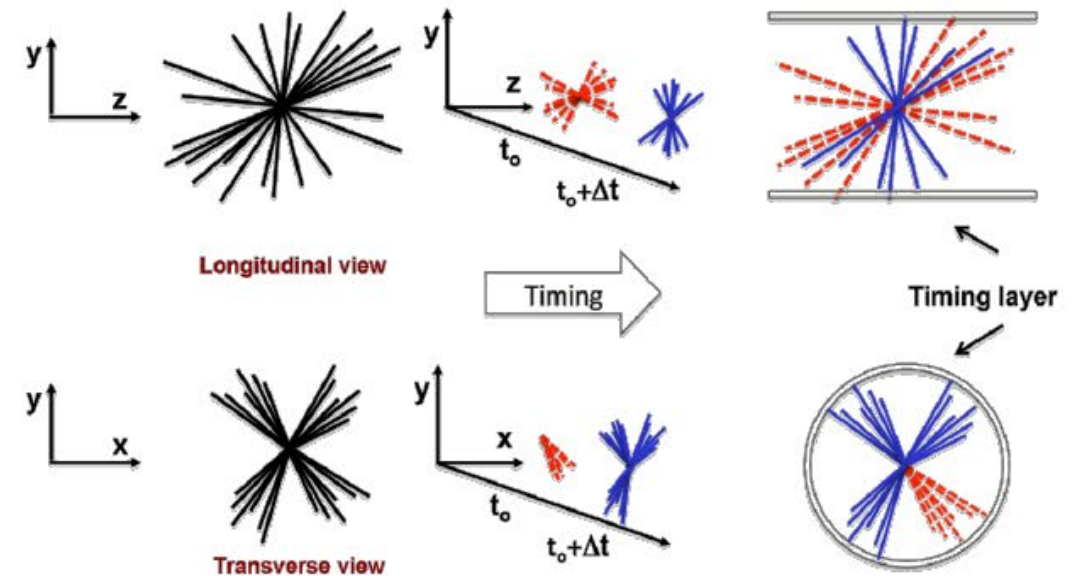 y
z
y
z
t₀
t₀+Δt
Longitudinal view
Timing
Timing layer
y
x
y
x
t₀
t₀+Δt
Transverse view